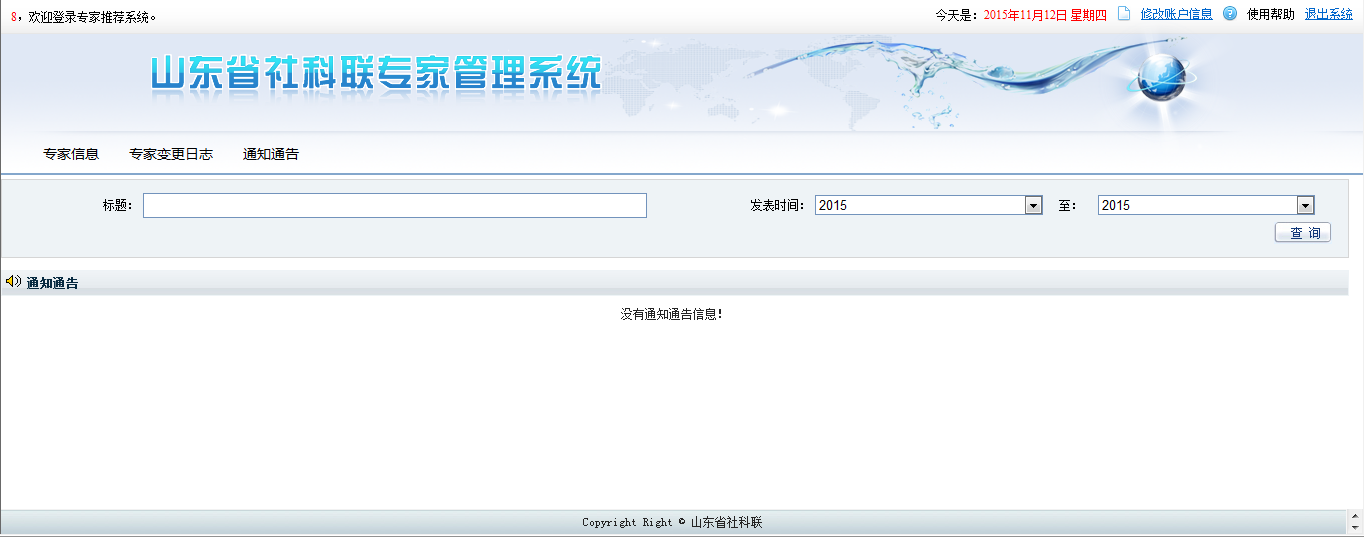 8，欢迎登录专家推荐系统。 今天是：2015年11月12日 星期四 修改账户信息 使用帮助 退出系统
山东省社科联专家管理系统
专家信息 专家变更日志 通知通告
标题： 发表时间： 2015 至： 2015
查 询
通知通告
没有通知通告信息！
Copyright Right © 山东省社科联